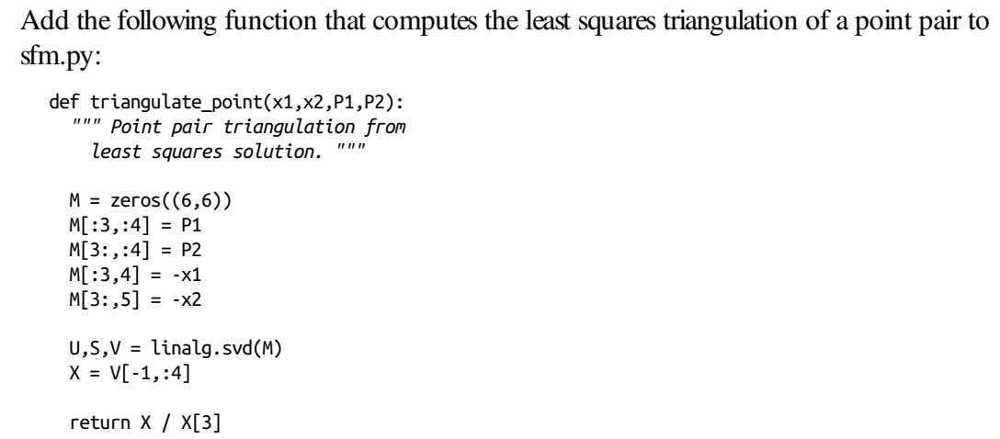 Add the following function that computes the least squares triangulation of a point pair to
sfm.py:
def triangulate_point(x1,x2,P1,P2):
""" Point pair triangulation from
least squares solution. """
M = zeros((6,6))
M[:3,:4] = P1
M[3:,:4] = P2
M[:3,4] = -x1
M[3:,5] = -x2
U,S,V = linalg.svd(M)
X = V[-1,:4]
return X / X[3]